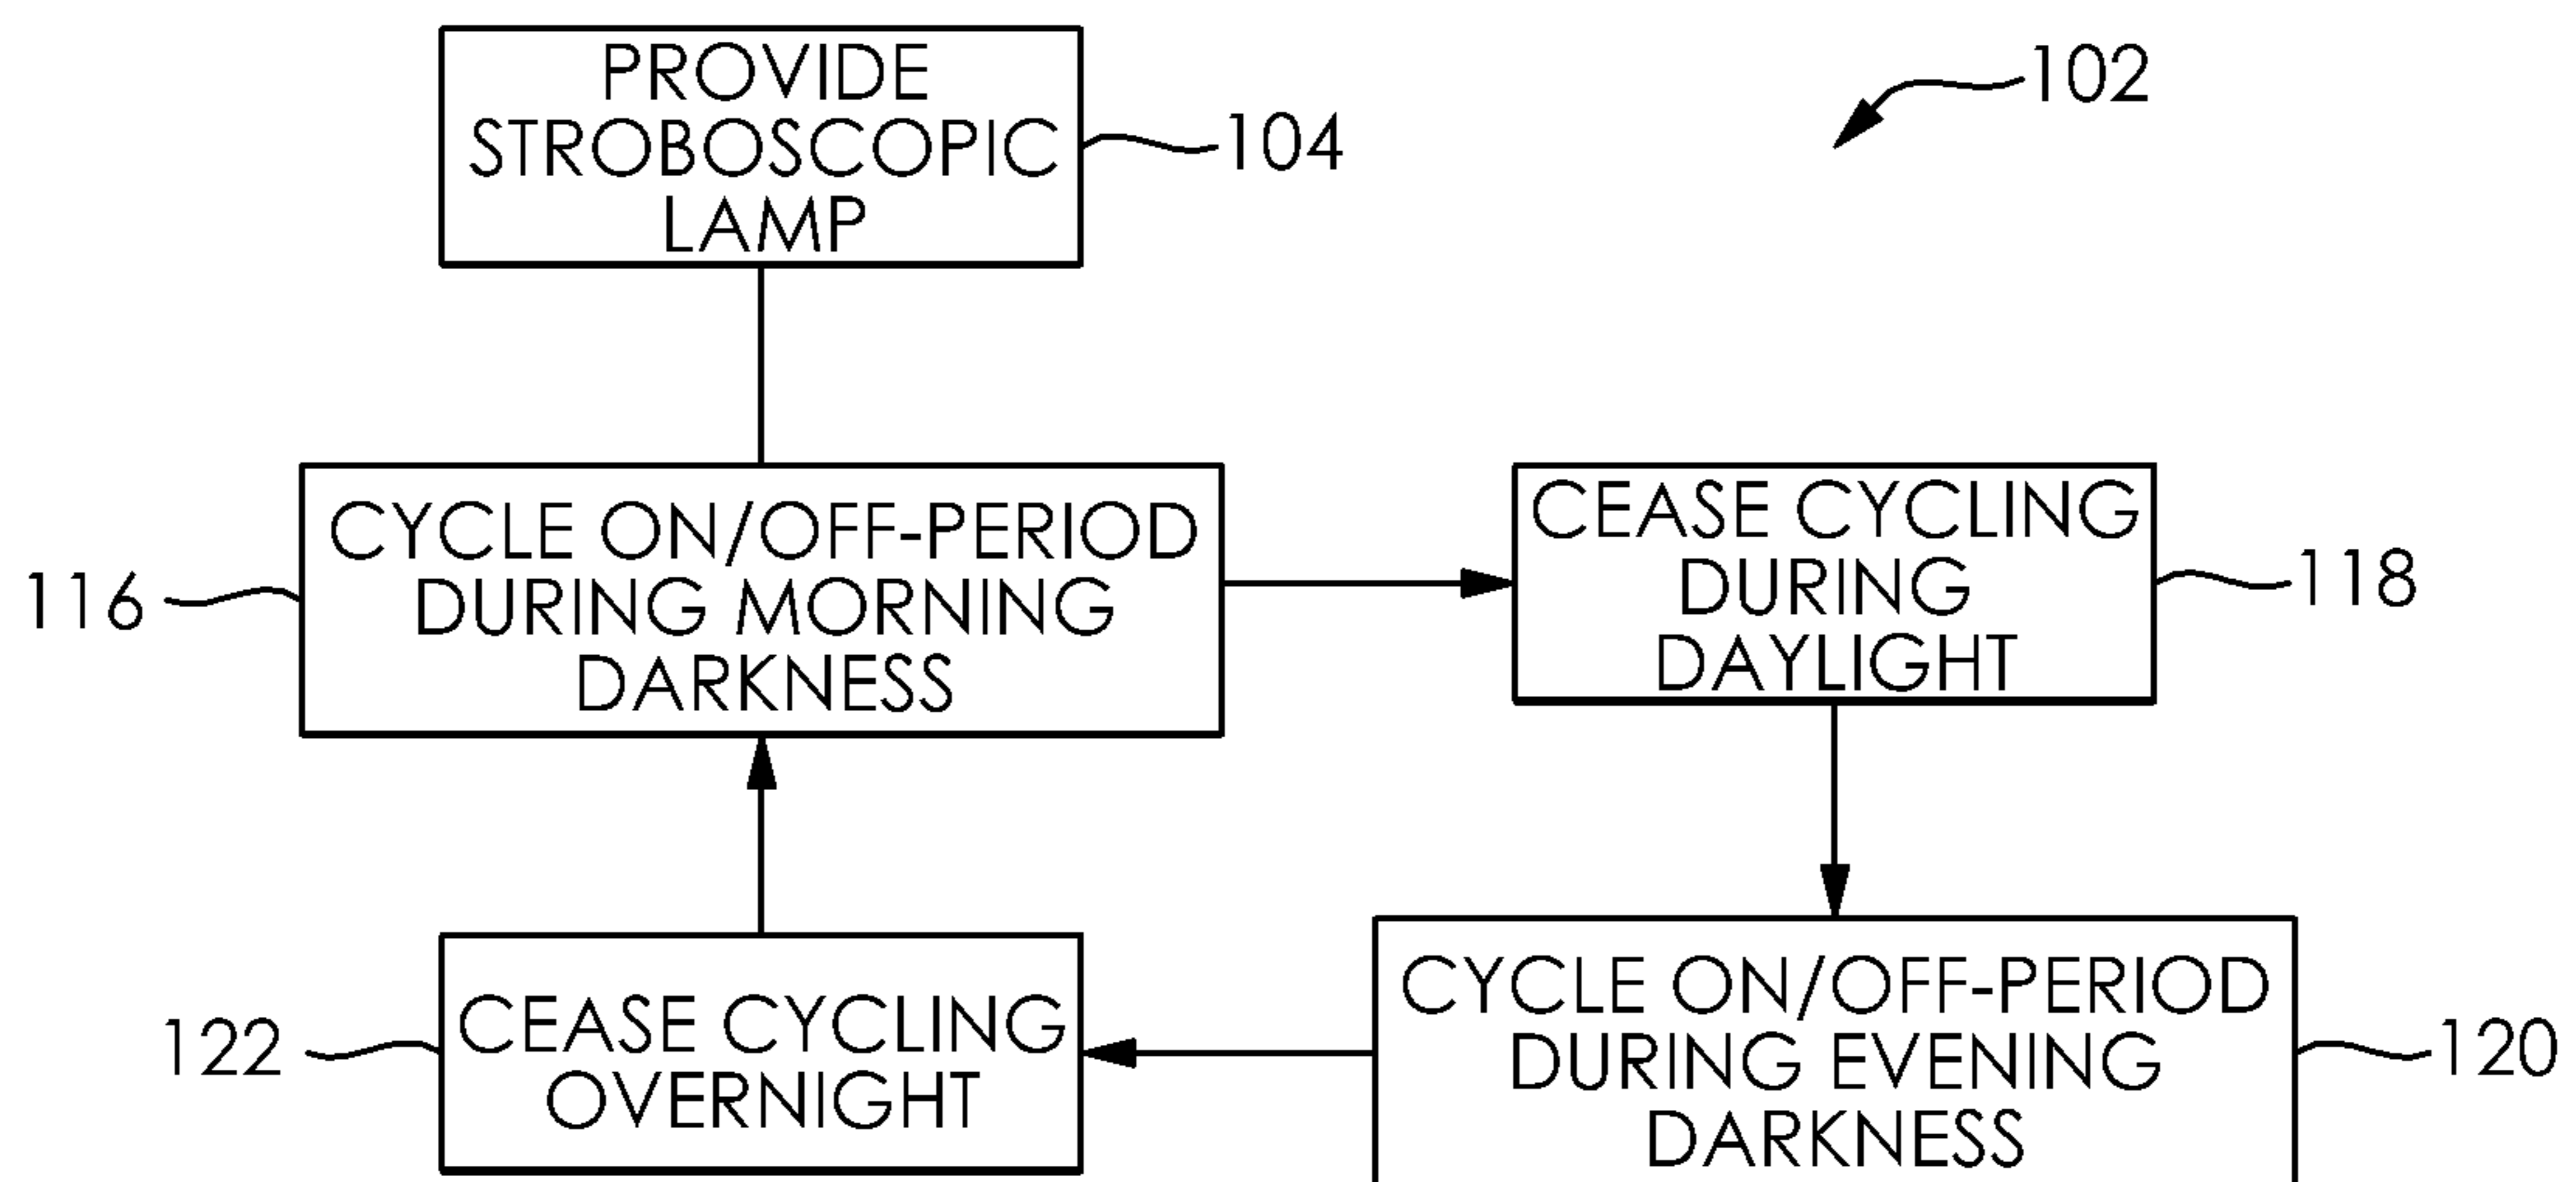 PROVIDE
STROBOSCOPIC
LAMP
104
102
CYCLE ON/OFF-PERIOD
DURING MORNING
DARKNESS
116
CEASE CYCLING
DURING
DAYLIGHT
118
CEASE CYCLING
OVERNIGHT
122
CYCLE ON/OFF-PERIOD
DURING EVENING
DARKNESS
120